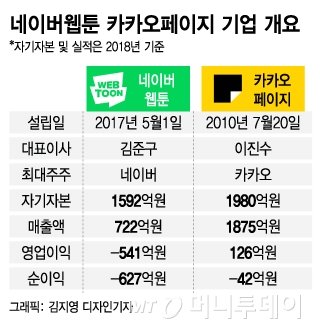 네이버웹툰 카카오페이지 기업 개요
*자기자본 및 실적은 2018년 기준
WEB TOON 네이버 웹툰 카카오 페이지
설립일 2017년 5월1일 2010년 7월20일
대표이사 김준구 이진수
최대주주 네이버 카카오
자기자본 1592억원 1980억원
매출액 722억원 1875억원
영업이익 −541억원 126억원
순이익 −627억원 −42억원
그래픽: 김지영 디자인기자
MT 머니투데이